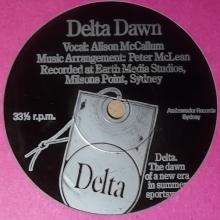 Delta Dawn
Vocal: Alison McCallum
Music Arrangement: Peter McLean
Recorded at Earth Media Studios,
Milsons Point, Sydney
33⅓ r.p.m.
Ambassador Records
Sydney
Delta
Delta.
The dawn
of a new era
in summer
sportswear